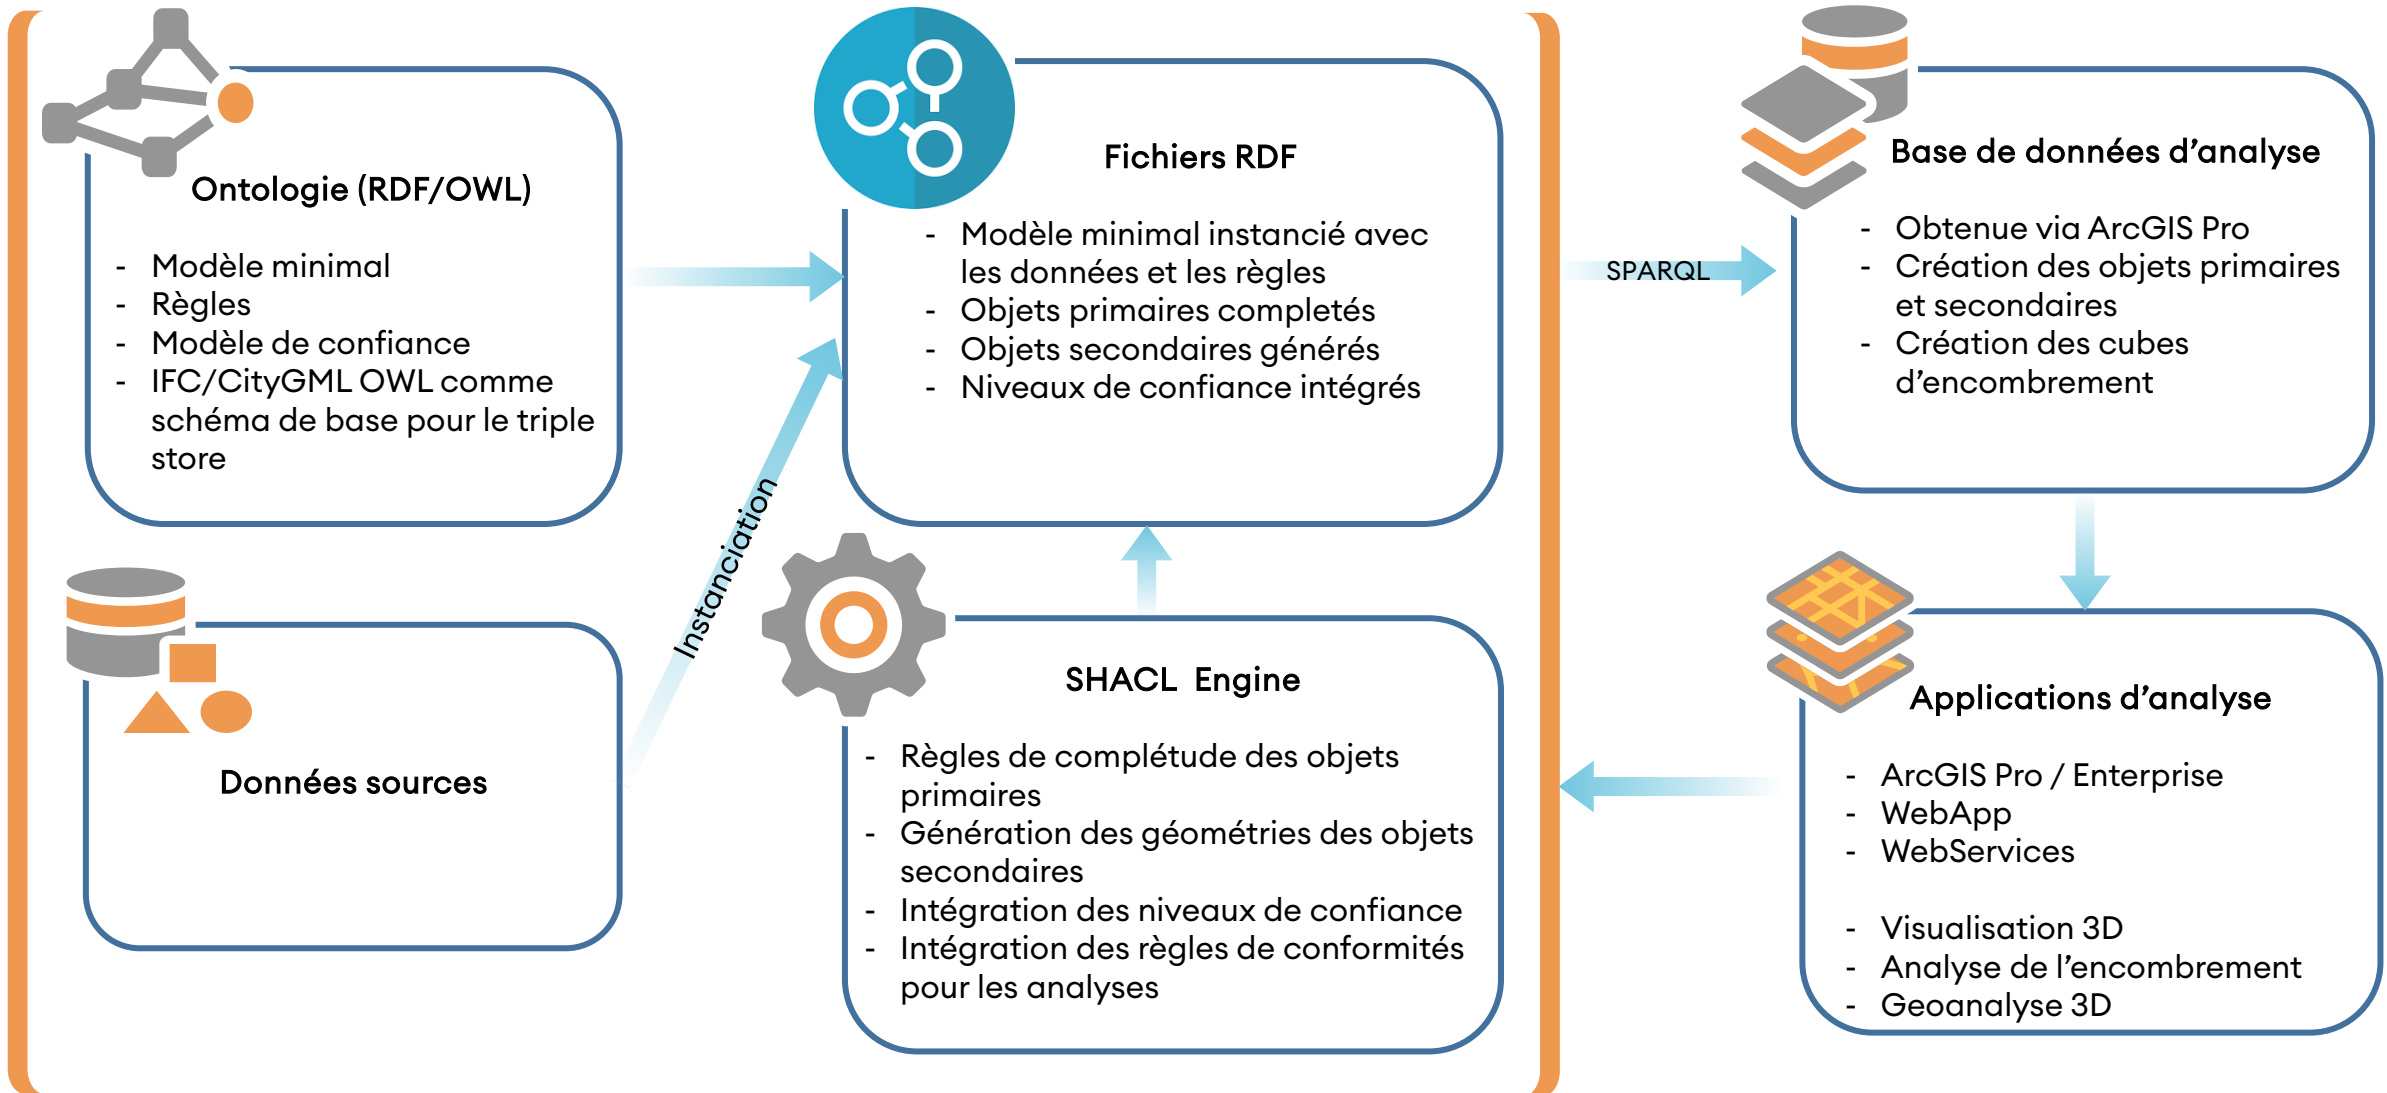 Ontologie (RDF/OWL)
- Modèle minimal
- Règles
- Modèle de confiance
- IFC/CityGML OWL comme
schéma de base pour le triple
store
Données sources
Instanciation
Fichiers RDF
- Modèle minimal instancié avec
les données et les règles
- Objets primaires completés
- Objets secondaires générés
- Niveaux de confiance intégrés
SHACL Engine
- Règles de complétude des objets
primaires
- Génération des géométries des objets
secondaires
- Intégration des niveaux de confiance
- Intégration des règles de conformités
pour les analyses
SPARQL
Base de données d’analyse
- Obtenue via ArcGIS Pro
- Création des objets primaires
et secondaires
- Création des cubes
d’encombrement
Applications d’analyse
- ArcGIS Pro / Enterprise
- WebApp
- WebServices
- Visualisation 3D
- Analyse de l’encombrement
- Geoanalyse 3D